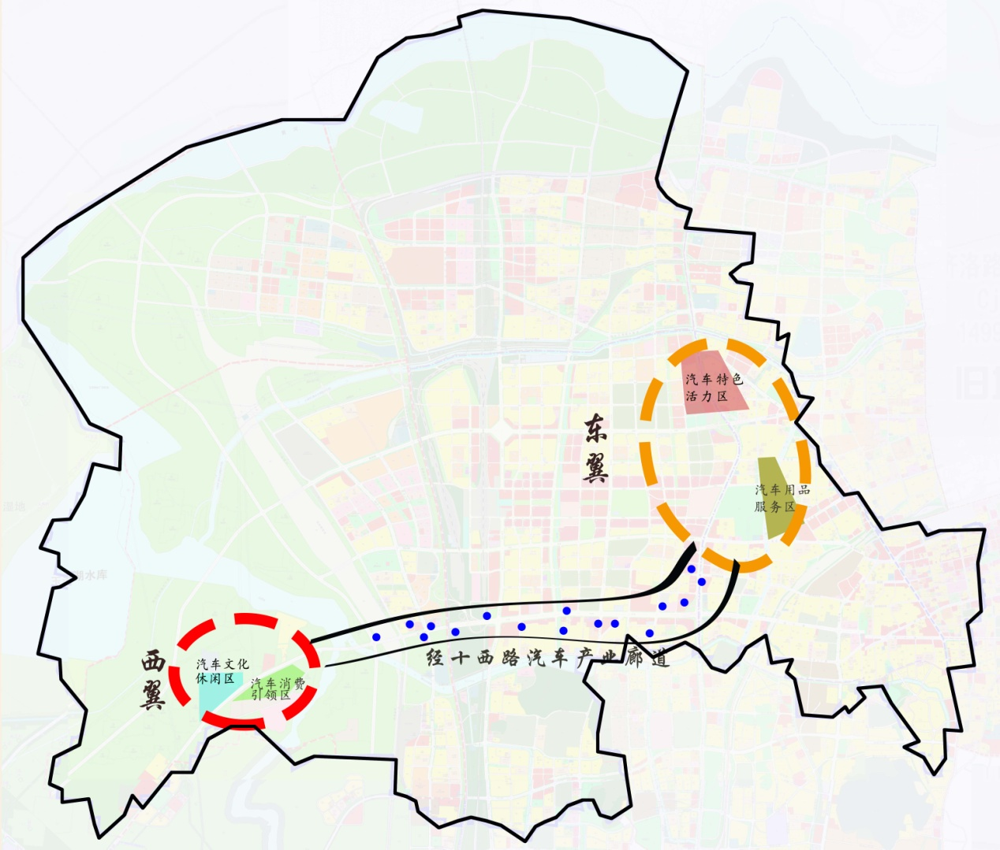 汽车特色
活力区
东翼
汽车用品
服务区
经十西路汽车产业廊道
西翼
汽车文化
休闲区
汽车消费
引领区